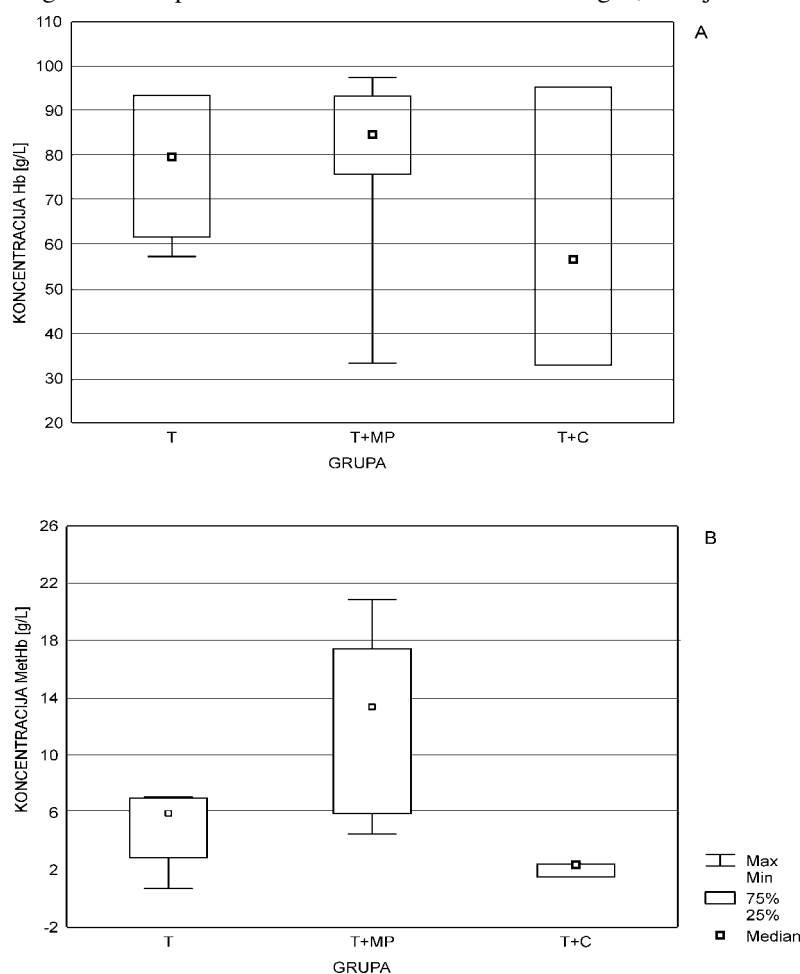 110
A
100
90
80
70
60
50
40
30
20
KONCENTRACIJA Hb [g/L]
T T+MP T+C
GRUPA
26
B
22
18
14
10
6
2
-2
KONCENTRACIJA MetHb [g/L]
T T+MP T+C
GRUPA
Max
Min
75%
25%
Median